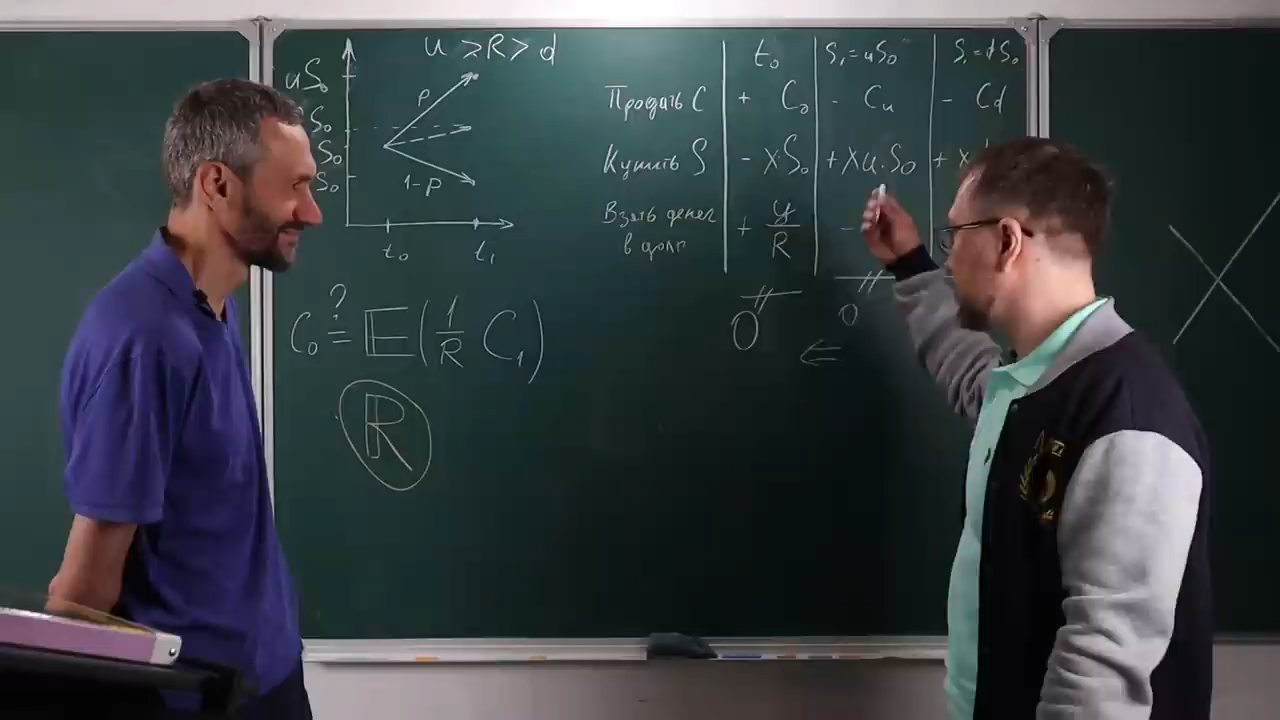 u ≥ R > d
uS₀
S₀
S₀
S₀
p
1-p
t₀ t₁
C₀ ?= 𝔼(1/R C₁)
ℝ
t₀ S₁=uS₀ S₁=dS₀
Продать C + C₀ - Cu - Cd
Купить S - X·S₀ + Xu·S₀ + X
Взять денег
в долг + y/R -
0 0
⇐